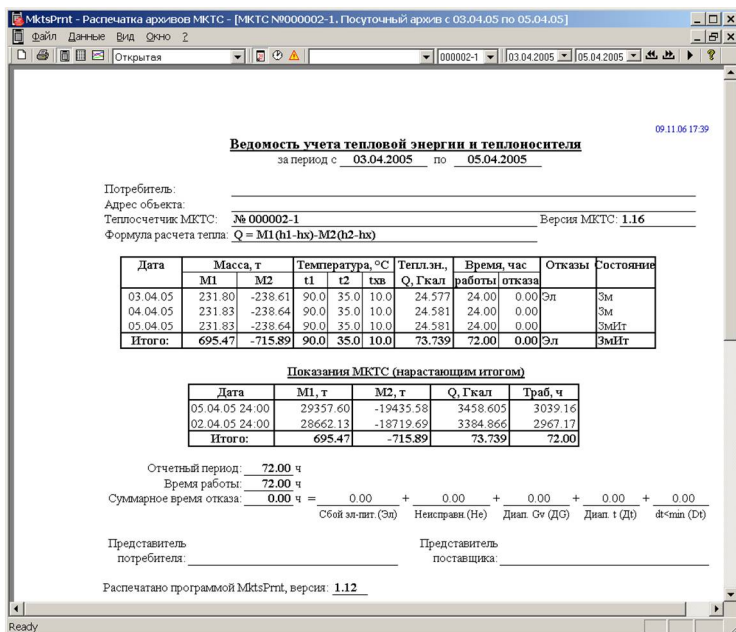 MktsPrnt - Распечатка архивов МКТС - [МКТС №000002-1. Посуточный архив с 03.04.05 по 05.04.05]
Файл Данные Вид Окно ?
Открытая 000002-1 03.04.2005 05.04.2005
09.11.06 17:39
Ведомость учета тепловой энергии и теплоносителя
за период с 03.04.2005 по 05.04.2005
Потребитель:
Адрес объекта:
Теплосчетчик МКТС: № 000002-1 Версия МКТС: 1.16
Формула расчета тепла: Q = M1(h1-hx)-M2(h2-hx)
Дата Масса, т Температура, °C Тепл.эн., Время, час Отказы Состояние
M1 M2 t1 t2 tхв Q, Гкал работы отказа
03.04.05 231.80 -238.61 90.0 35.0 10.0 24.577 24.00 0.00 Эл Зм
04.04.05 231.83 -238.64 90.0 35.0 10.0 24.581 24.00 0.00 Зм
05.04.05 231.83 -238.64 90.0 35.0 10.0 24.581 24.00 0.00 ЗмИт
Итого: 695.47 -715.89 90.0 35.0 10.0 73.739 72.00 0.00 Эл ЗмИт
Показания МКТС (нарастающим итогом)
Дата M1, т M2, т Q, Гкал Траб, ч
05.04.05 24:00 29357.60 -19435.58 3458.605 3039.16
02.04.05 24:00 28662.13 -18719.69 3384.866 2967.17
Итого: 695.47 -715.89 73.739 72.00
Отчетный период: 72.00 ч
Время работы: 72.00 ч
Суммарное время отказа: 0.00 ч = 0.00 + 0.00 + 0.00 + 0.00 + 0.00
Сбой эл-пит. (Эл) Неисправн. (Не) Диап. Gv (ДG) Диап. t (Дt) dt<min (Dt)
Представитель Представитель
потребителя: поставщика:
Распечатано программой MktsPrnt, версия: 1.12
Ready